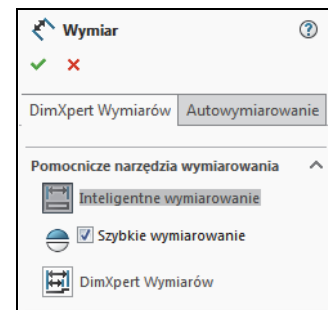 Wymiar
DimXpert Wymiarów Autowymiarowanie
Pomocnicze narzędzia wymiarowania
Inteligentne wymiarowanie
Szybkie wymiarowanie
DimXpert Wymiarów